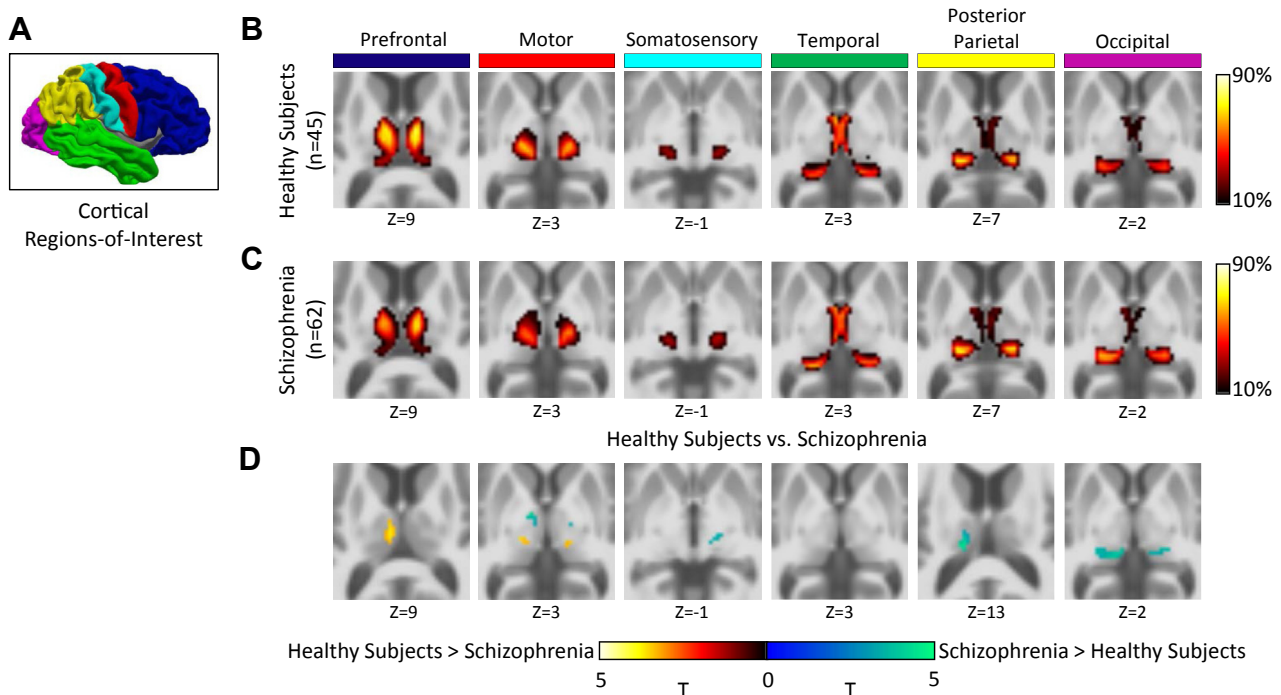 A
Cortical
Regions-of-Interest
B
Prefrontal
Motor
Somatosensory
Temporal
Posterior
Parietal
Occipital
Healthy Subjects
(n=45)
90%
10%
Z=9
Z=3
Z=-1
Z=3
Z=7
Z=2
C
Schizophrenia
(n=62)
90%
10%
Z=9
Z=3
Z=-1
Z=3
Z=7
Z=2
Healthy Subjects vs. Schizophrenia
D
Z=9
Z=3
Z=-1
Z=3
Z=13
Z=2
Healthy Subjects > Schizophrenia
Schizophrenia > Healthy Subjects
5
T
0
T
5